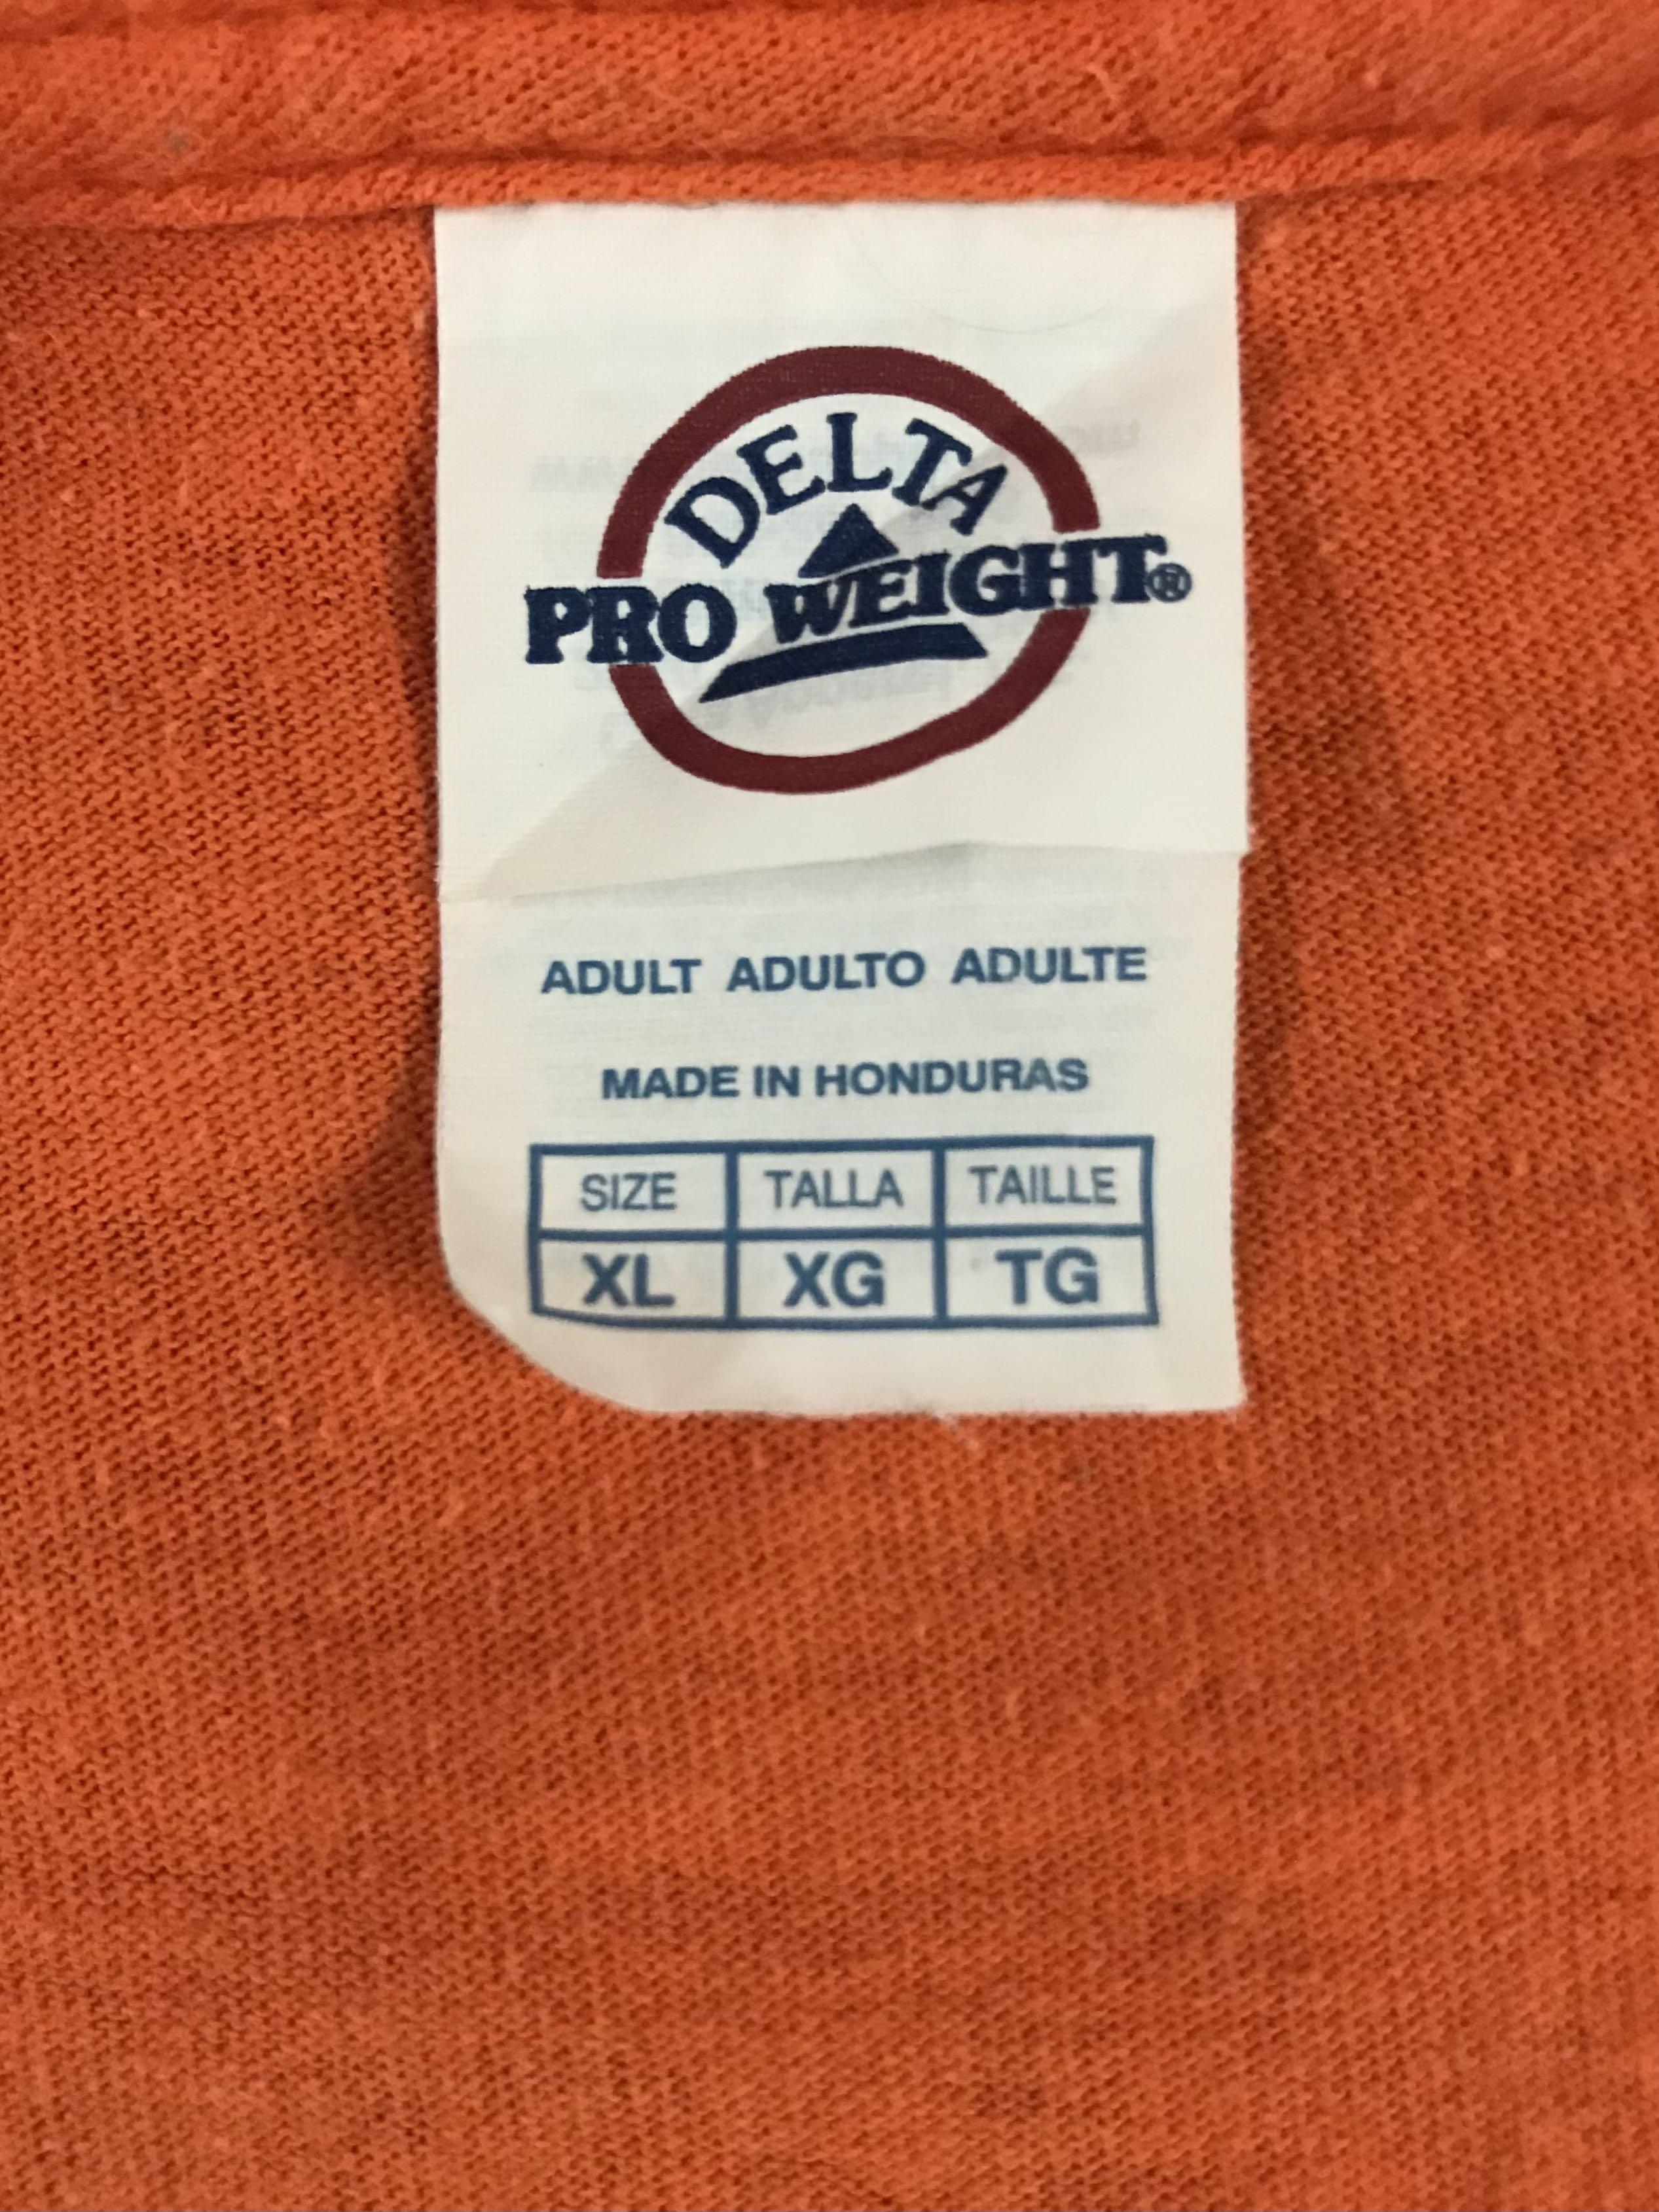 DELTA
PRO WEIGHT®
ADULT ADULTO ADULTE
MADE IN HONDURAS
SIZE TALLA TAILLE
XL XG TG